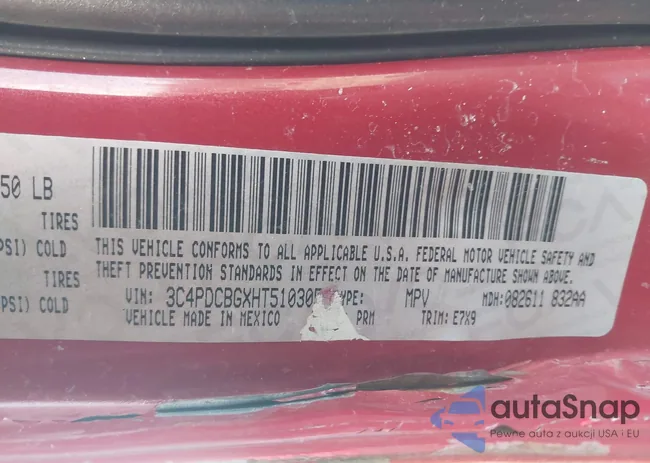 50 LB
TIRES
PSI) COLD
TIRES
PSI) COLD
THIS VEHICLE CONFORMS TO ALL APPLICABLE U.S.A. FEDERAL MOTOR VEHICLE SAFETY AND
THEFT PREVENTION STANDARDS IN EFFECT ON THE DATE OF MANUFACTURE SHOWN ABOVE.
VIN: 3C4PDCBGXHT510305 TYPE: MPV MDH: 082611 832AA
VEHICLE MADE IN MEXICO PRM TRIM: E7X9
autaSnap
Pewne auta z aukcji USA i EU